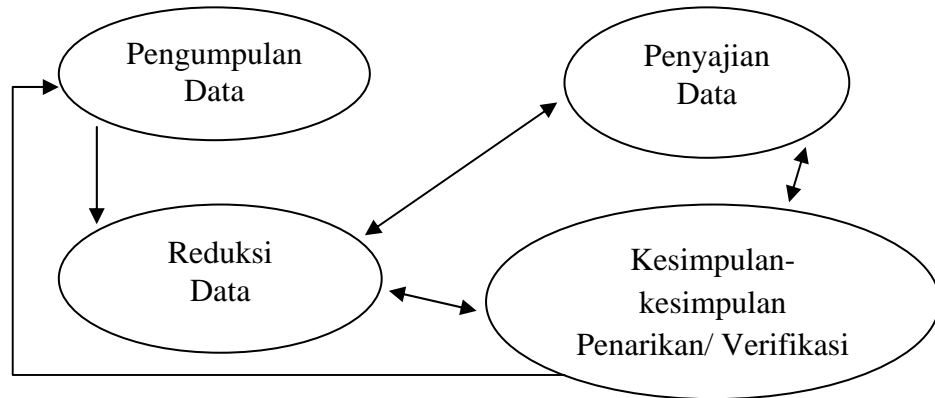 Pengumpulan
Data
Penyajian
Data
Reduksi
Data
Kesimpulan-
kesimpulan
Penarikan/ Verifikasi